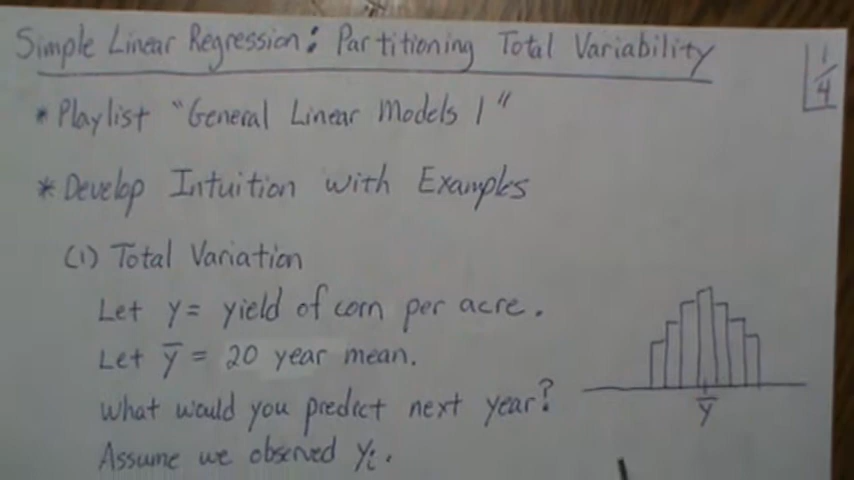 Simple Linear Regression: Partitioning Total Variability
1/4
* Playlist "General Linear Models 1"
* Develop Intuition with Examples
(1) Total Variation
Let y = yield of corn per acre.
Let ȳ = 20 year mean.
What would you predict next year?
Assume we observed yᵢ.
ȳ